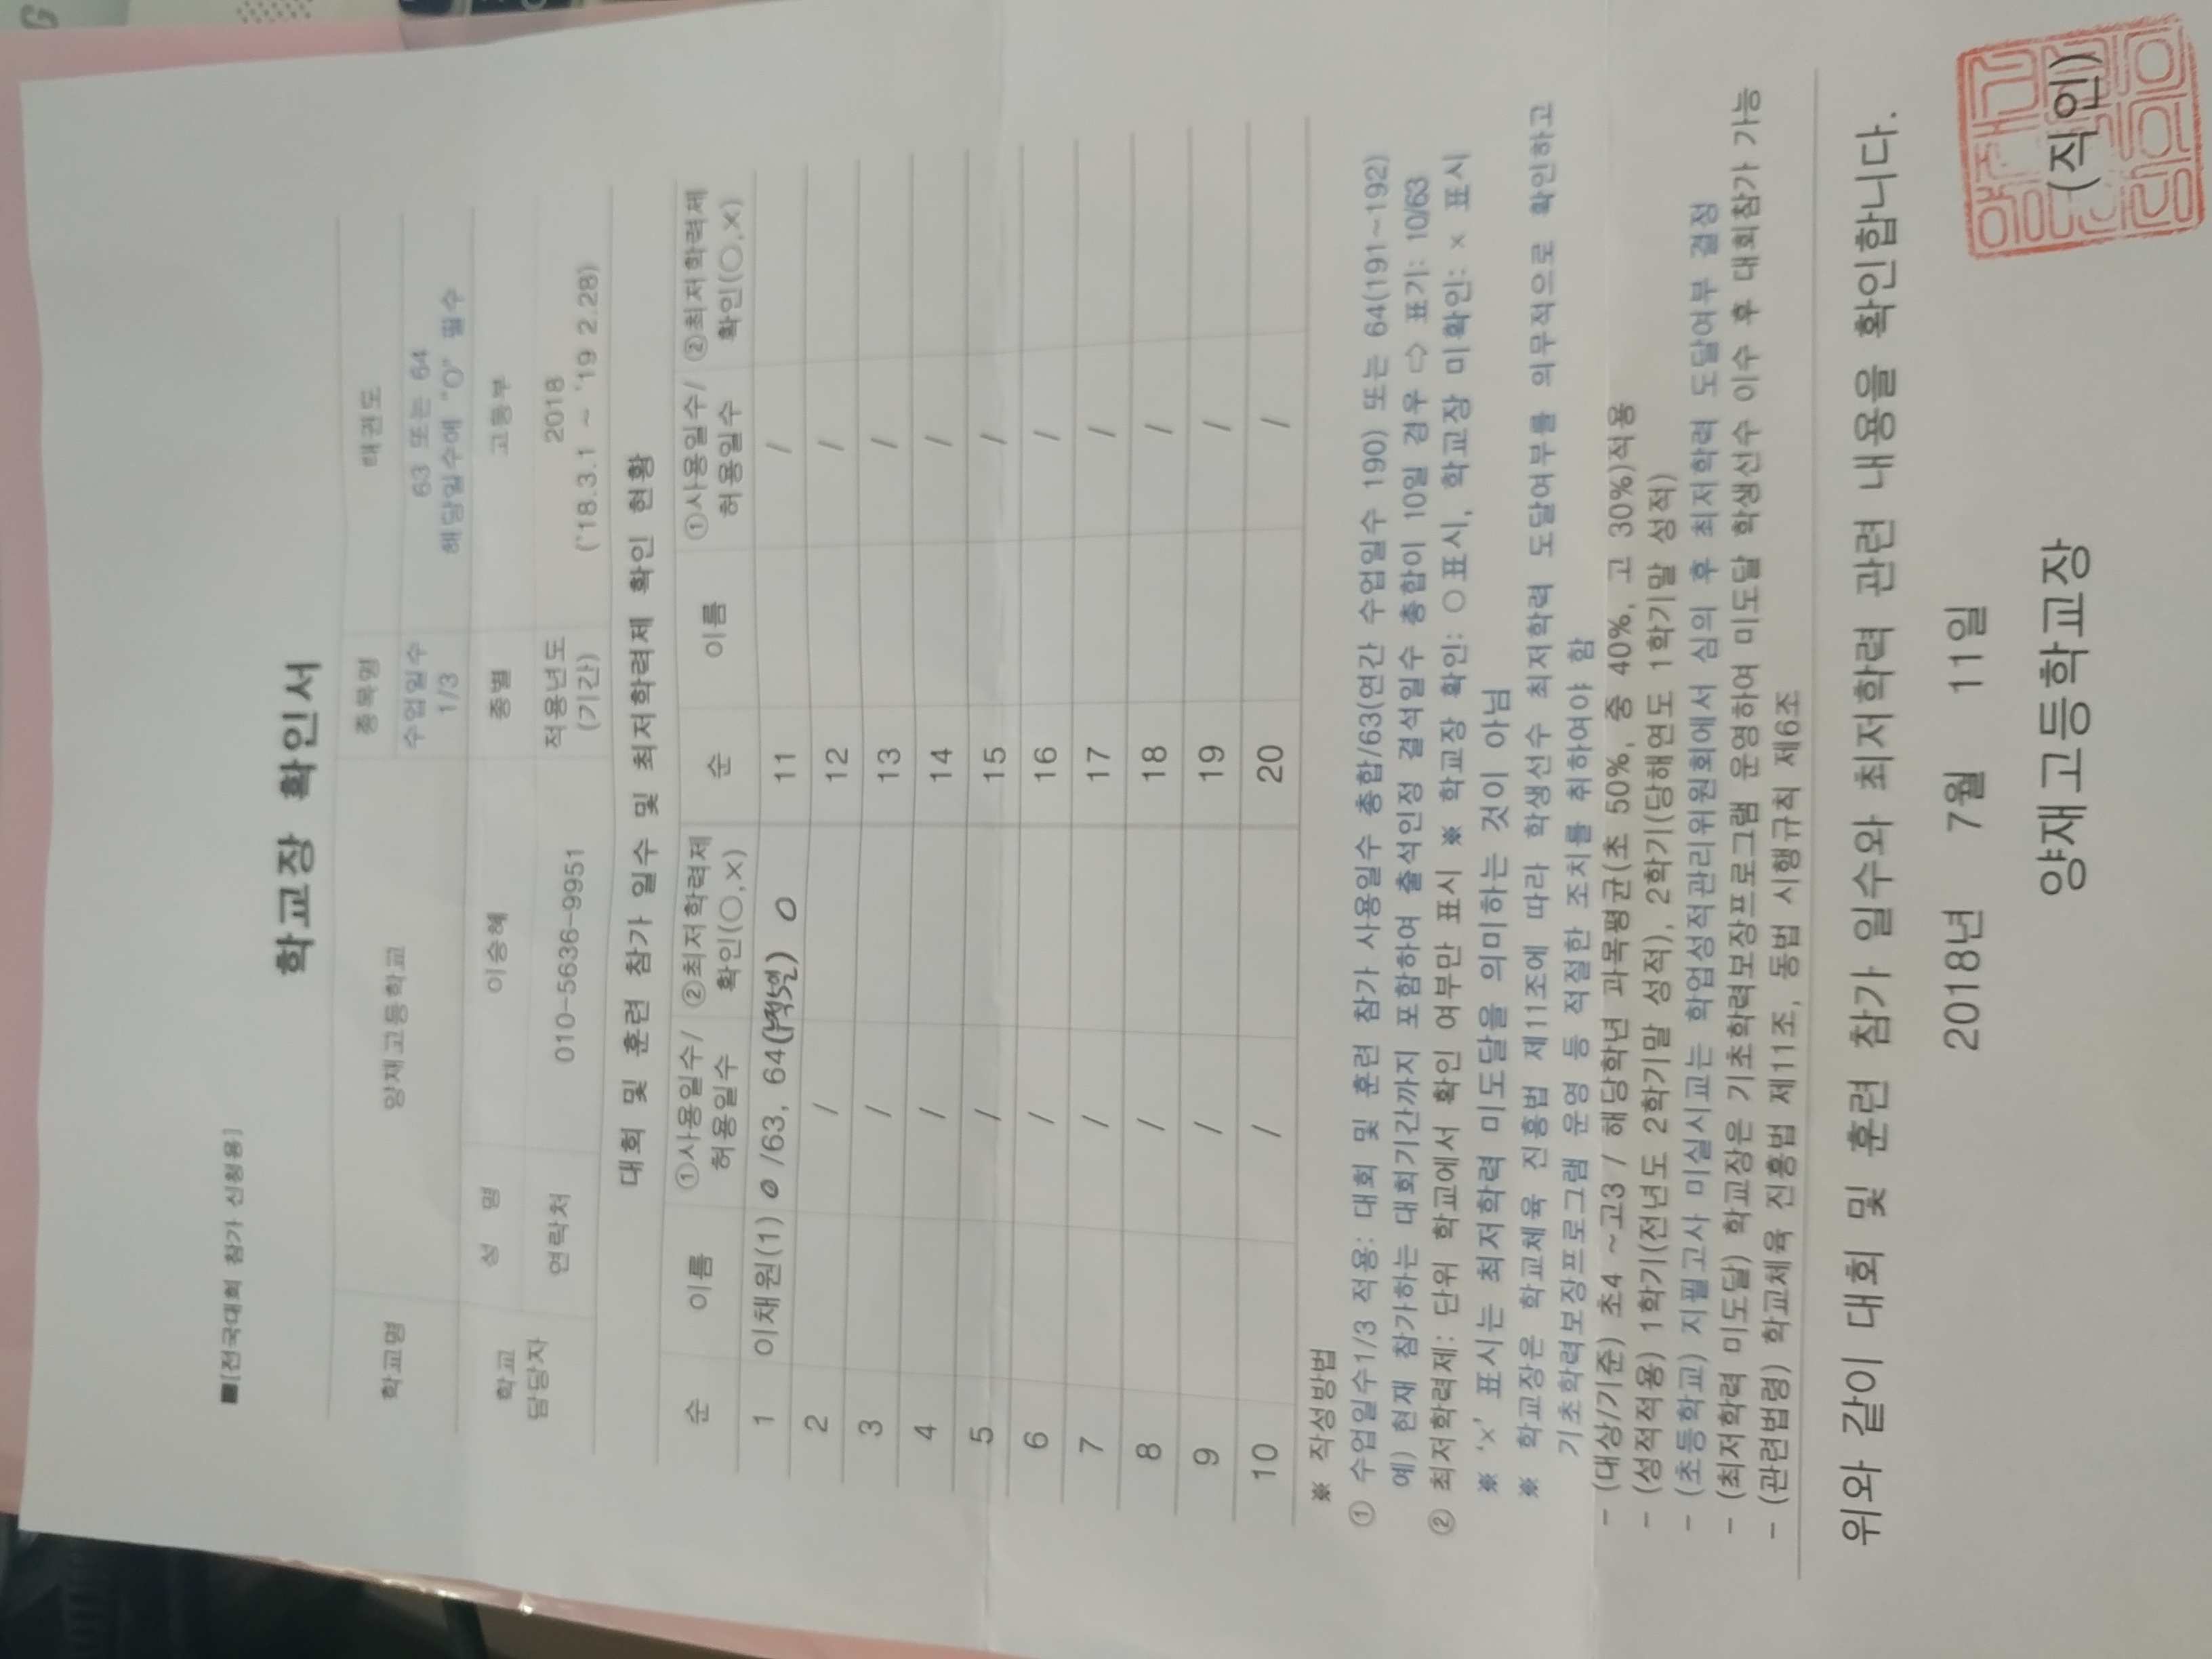 ■[전국대회 참가 신청용]
학교장 확인서
학교명 양재고등학교 종목명 태권도
수업일수 1/3 63 또는 64 해당일수에 "O" 필수
학교 담당자 성 명 이승혜 종별 고등부
연락처 010-5636-9951 적용년도 (기간) 2018 ('18.3.1 ~ '19 2.28)
대회 및 훈련 참가 일수 및 최저학력제 확인 현황
순 이름 ①사용일수/허용일수 ②최저학력제 확인(○,×) 순 이름 ①사용일수/허용일수 ②최저학력제 확인(○,×)
1 이채원(1) 0 /63, 64 O 11 /
2 / 12 /
3 / 13 /
4 / 14 /
5 / 15 /
6 / 16 /
7 / 17 /
8 / 18 /
9 / 19 /
10 / 20 /
※ 작성방법
① 수업일수1/3 적용: 대회 및 훈련 참가 사용일수 총합/63(연간 수업일수 190) 또는 64(191~192)
예) 현재 참가하는 대회기간까지 포함하여 출석인정 결석일수 총합이 10일 경우 ⇨ 표기: 10/63
② 최저학력제: 단위 학교에서 확인 여부만 표시 ※ 학교장 확인: ○ 표시, 학교장 미확인: × 표시
※ '×' 표시는 최저학력 미도달을 의미하는 것이 아님
※ 학교장은 학교체육 진흥법 제11조에 따라 학생선수 최저학력 도달여부를 의무적으로 확인하고
기초학력보장프로그램 운영 등 적절한 조치를 취하여야 함
- (대상/기준) 초4 ~고3 / 해당학년 과목평균(초 50%, 중 40%, 고 30%)적용
- (성적적용) 1학기(전년도 2학기말 성적), 2학기(당해연도 1학기말 성적)
- (초등학교) 지필고사 미실시교는 학업성적관리위원회에서 심의 후 최저학력 도달여부 결정
- (최저학력 미도달) 학교장은 기초학력보장프로그램 운영하여 미도달 학생선수 이수 후 대회참가 가능
- (관련법령) 학교체육 진흥법 제11조, 동법 시행규칙 제6조
위와 같이 대회 및 훈련 참가 일수와 최저학력 관련 내용을 확인합니다.
2018년 7월 11일
양재고등학교장 (직인)